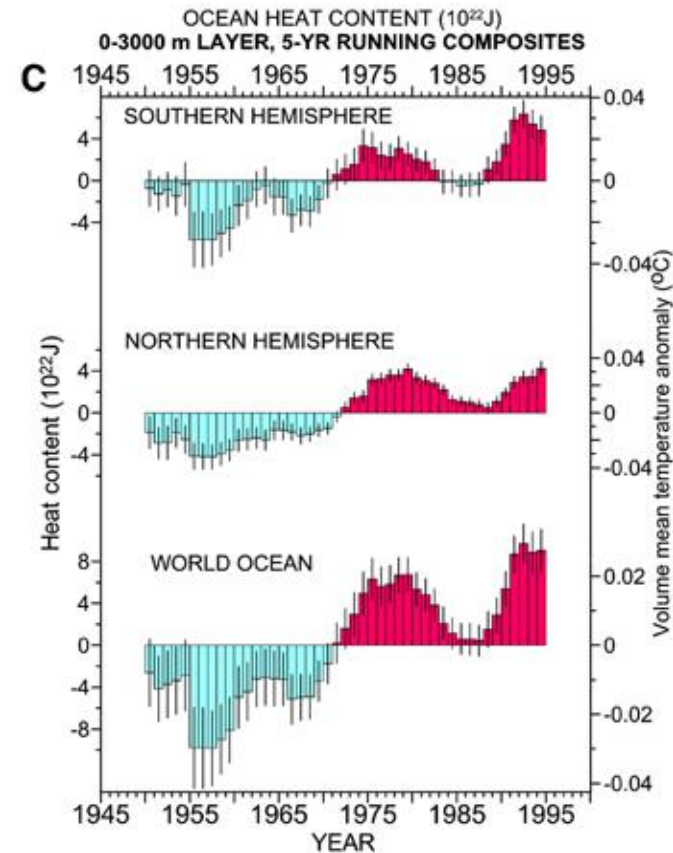 OCEAN HEAT CONTENT (10²²J)
0-3000 m LAYER, 5-YR RUNNING COMPOSITES
C
1945 1955 1965 1975 1985 1995
SOUTHERN HEMISPHERE
4
0
-4
0.04
0
-0.04
NORTHERN HEMISPHERE
4
0
-4
0.04
0
-0.04
WORLD OCEAN
8
4
0
-4
-8
0.02
0
-0.02
-0.04
Heat content (10²²J)
Volume mean temperature anomaly (ºC)
1945 1955 1965 1975 1985 1995
YEAR